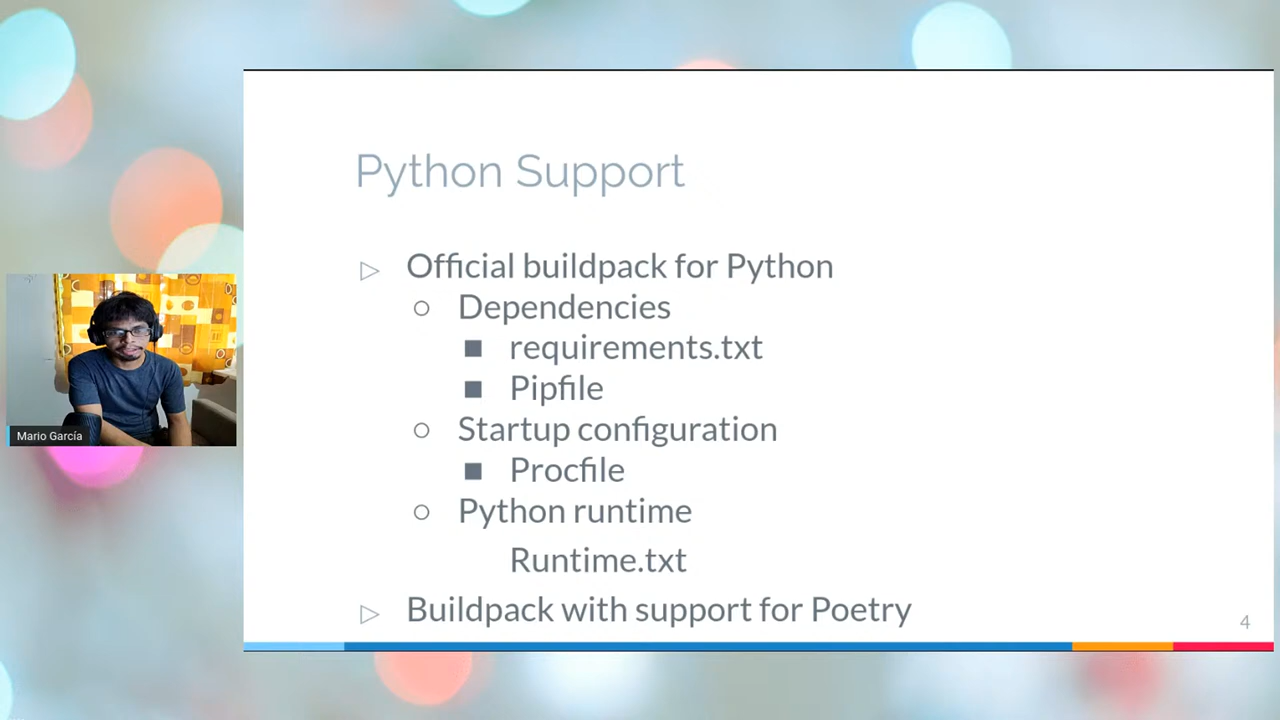 Python Support
Official buildpack for Python
Dependencies
requirements.txt
Pipfile
Startup configuration
Procfile
Python runtime
Runtime.txt
Buildpack with support for Poetry
4
Mario García